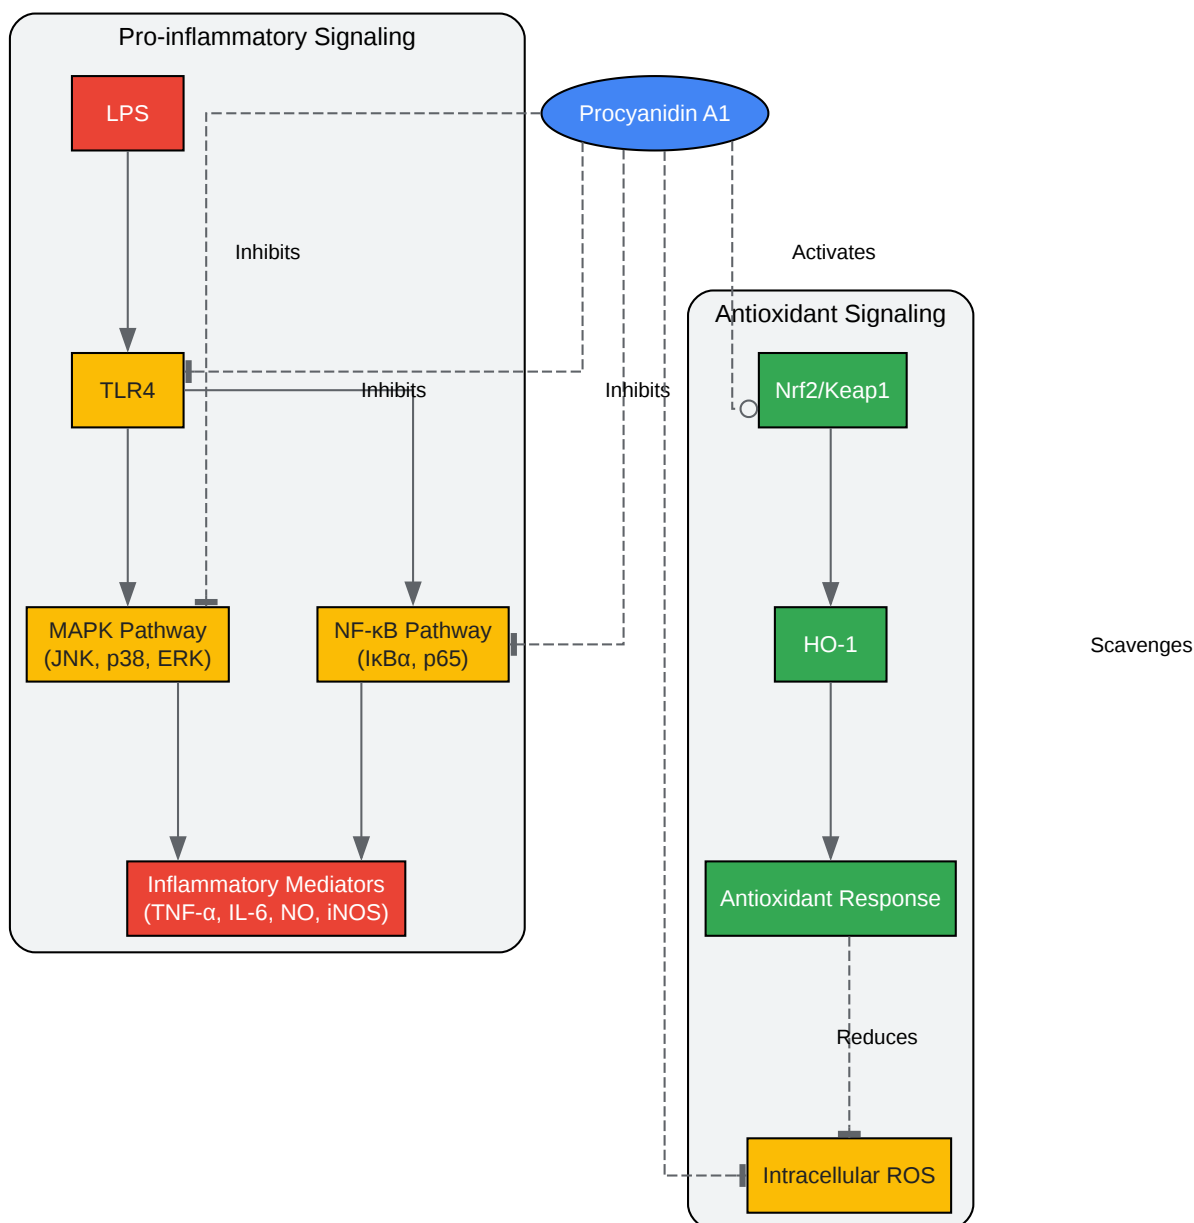 Pro-inflammatory Signaling
LPS
Procyanidin A1
Inhibits
Activates
Antioxidant Signaling
TLR4
Inhibits
Inhibits
Nrf2/Keap1
MAPK Pathway
(JNK, p38, ERK)
NF-κB Pathway
(IκBα, p65)
HO-1
Scavenges
Inflammatory Mediators
(TNF-α, IL-6, NO, iNOS)
Antioxidant Response
Reduces
Intracellular ROS